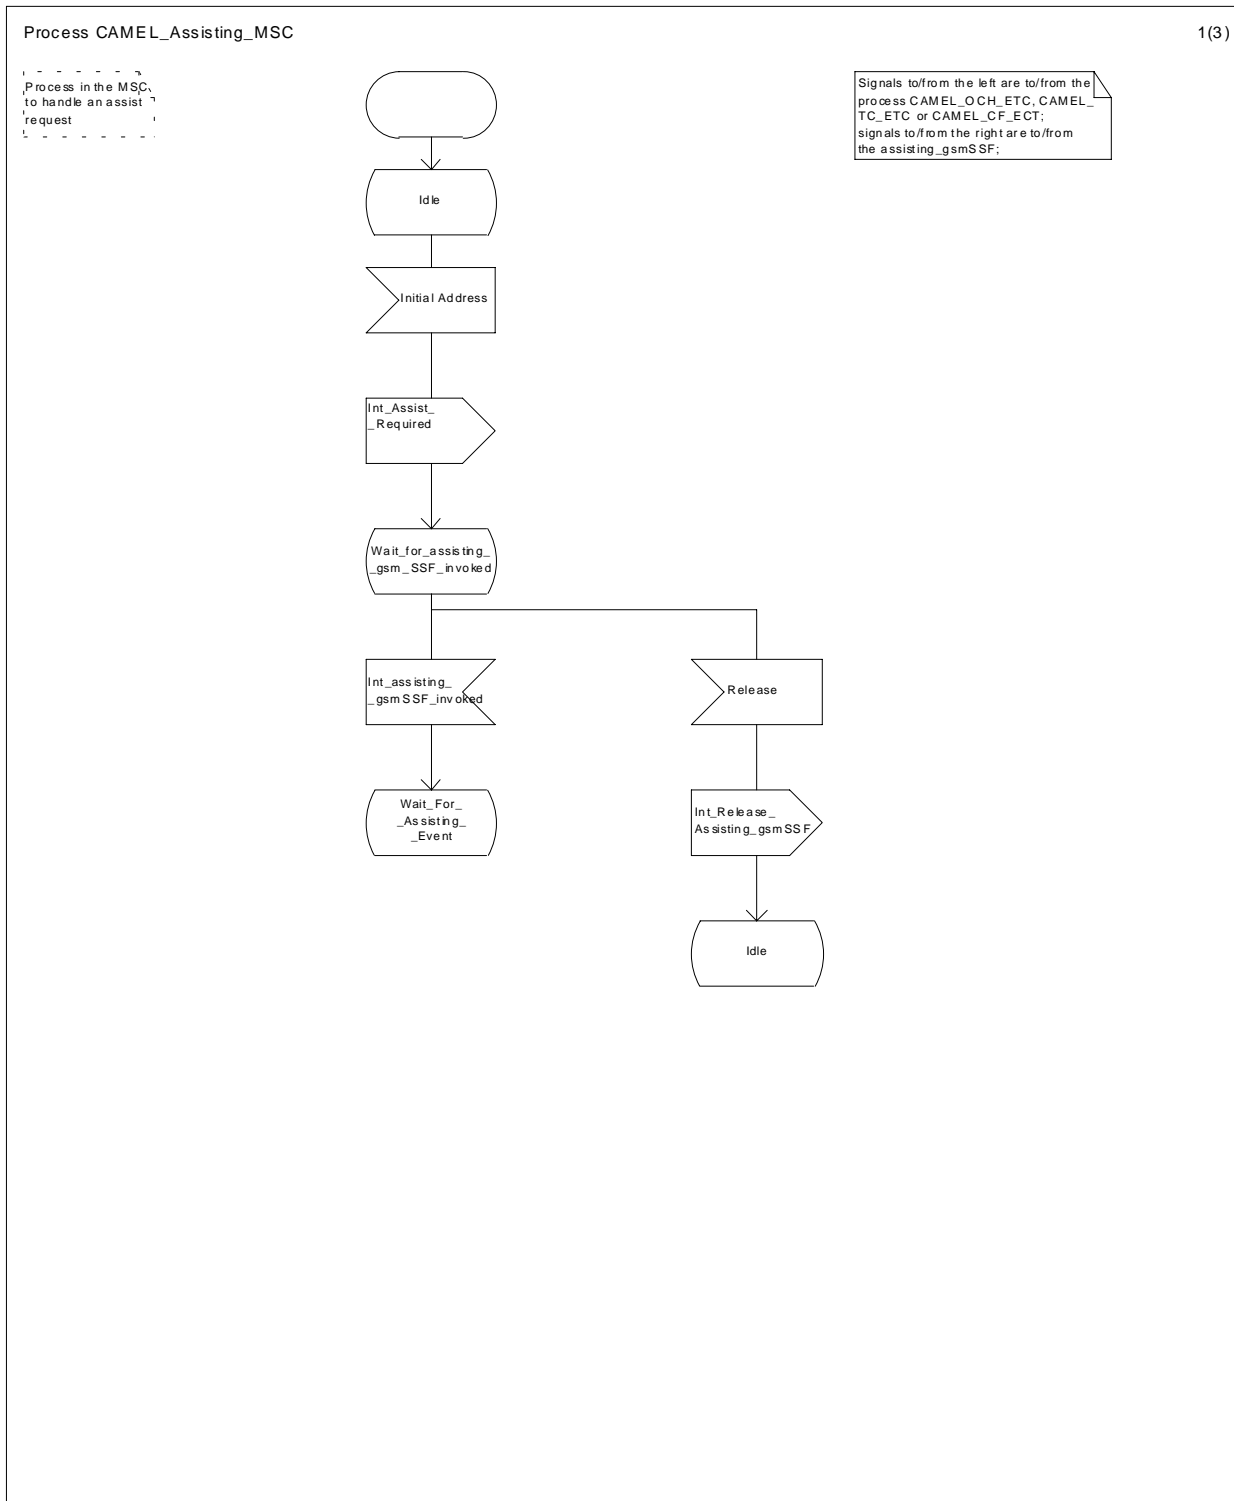 Process CAMEL_Assisting_MSC
1(3)
Process in the MSC
to handle an assist
request
Signals to/from the left are to/from the
process CAMEL_OCH_ETC, CAMEL_
TC_ETC or CAMEL_CF_ECT;
signals to/from the right are to/from
the assisting_gsmSSF;
Idle
Initial Address
Int_Assist_
_Required
Wait_for_assisting_
_gsm_SSF_invoked
Int_assisting_
_gsmSSF_invoked
Release
Wait_For_
_Assisting_
_Event
Int_Release_
Assisting_gsmSSF
Idle